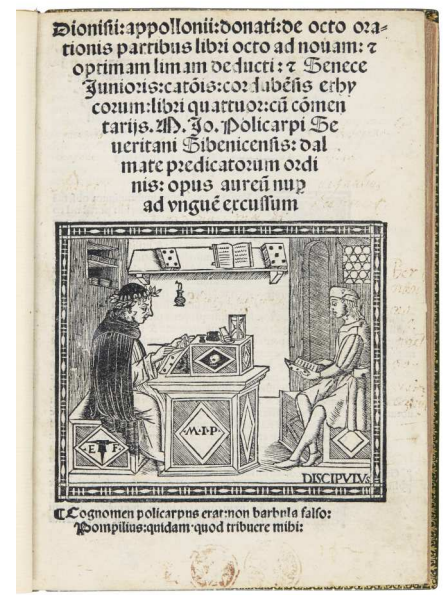 Dionisii:appollonii:donati:de octo ora-
tionis partibus libri octo ad nouam: ⁊
optimam limam deducti: ⁊ Senece
Junioris:catõis:cordubẽsis ethy
corum:libri quattuor:cũ cõmen
tarijs. M. Jo. Policarpi Se
ueritani Sibenicensis: dal
mate predicatorum ordi
nis: opus aureũ nuꝑ
ad vnguẽ excussum
E F
M·I·P·
DISCIPVLVs
¶Cognomen policarpus erat:non barbula falso:
Pompilius:quidam quod tribuere mihi: